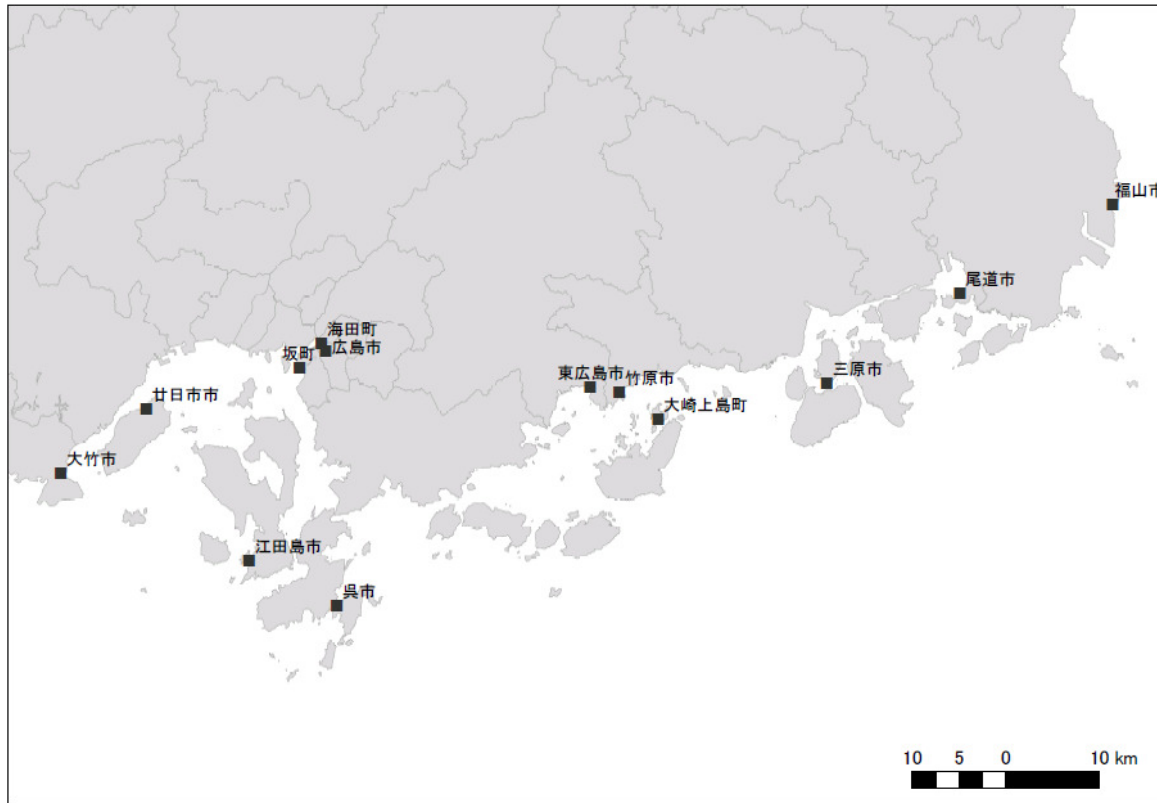 福山市
尾道市
海田町
広島市
坂町
東広島市
竹原市
三原市
廿日市市
大崎上島町
大竹市
江田島市
呉市
10 5 0 10 km